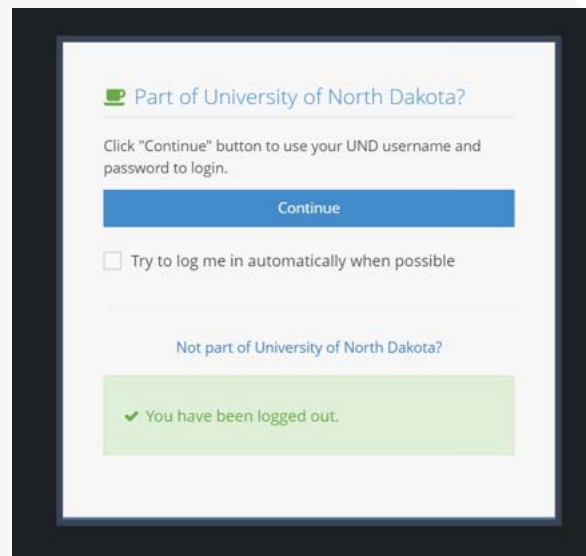 Part of University of North Dakota?
Click "Continue" button to use your UND username and
password to login.
Continue
Try to log me in automatically when possible
Not part of University of North Dakota?
You have been logged out.